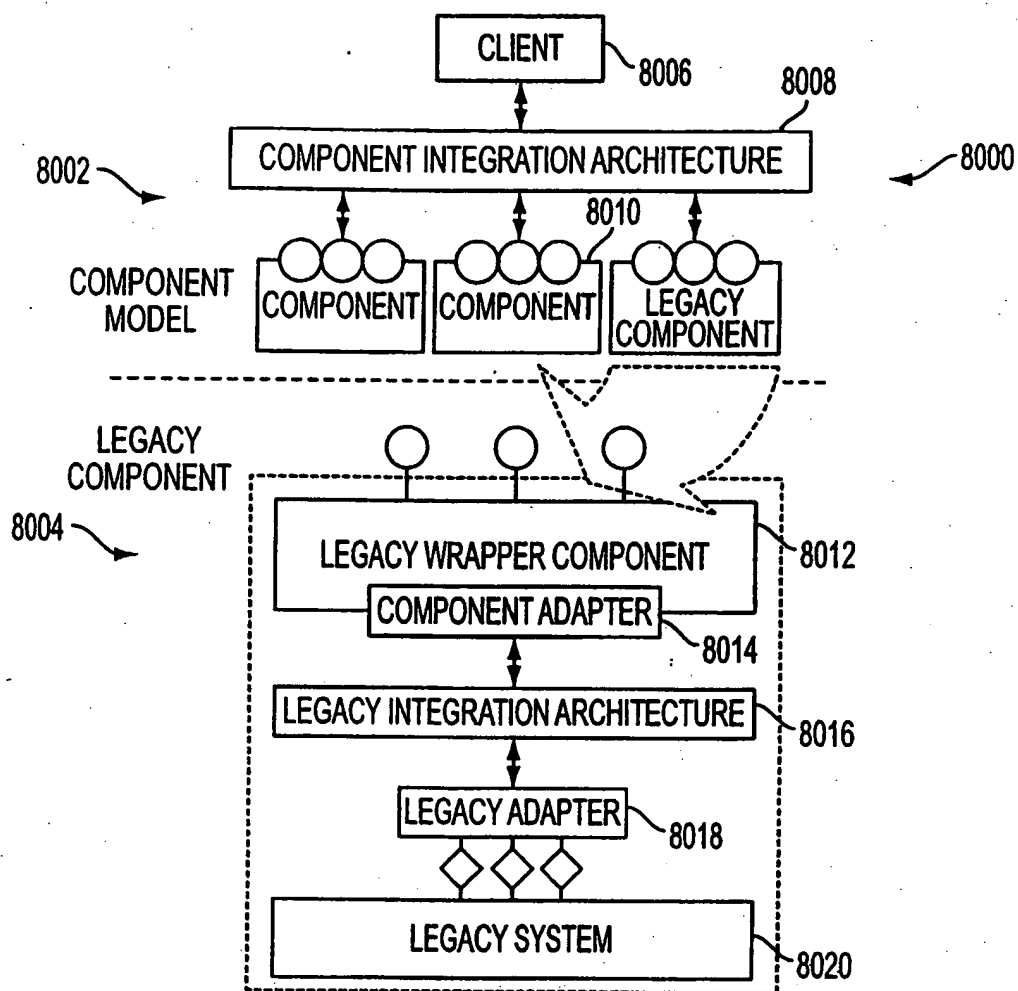 CLIENT
8006
8008
COMPONENT INTEGRATION ARCHITECTURE
8002
8000
8010
COMPONENT
MODEL
COMPONENT
COMPONENT
LEGACY
COMPONENT
LEGACY
COMPONENT
8004
LEGACY WRAPPER COMPONENT
8012
COMPONENT ADAPTER
8014
LEGACY INTEGRATION ARCHITECTURE
8016
LEGACY ADAPTER
8018
LEGACY SYSTEM
8020